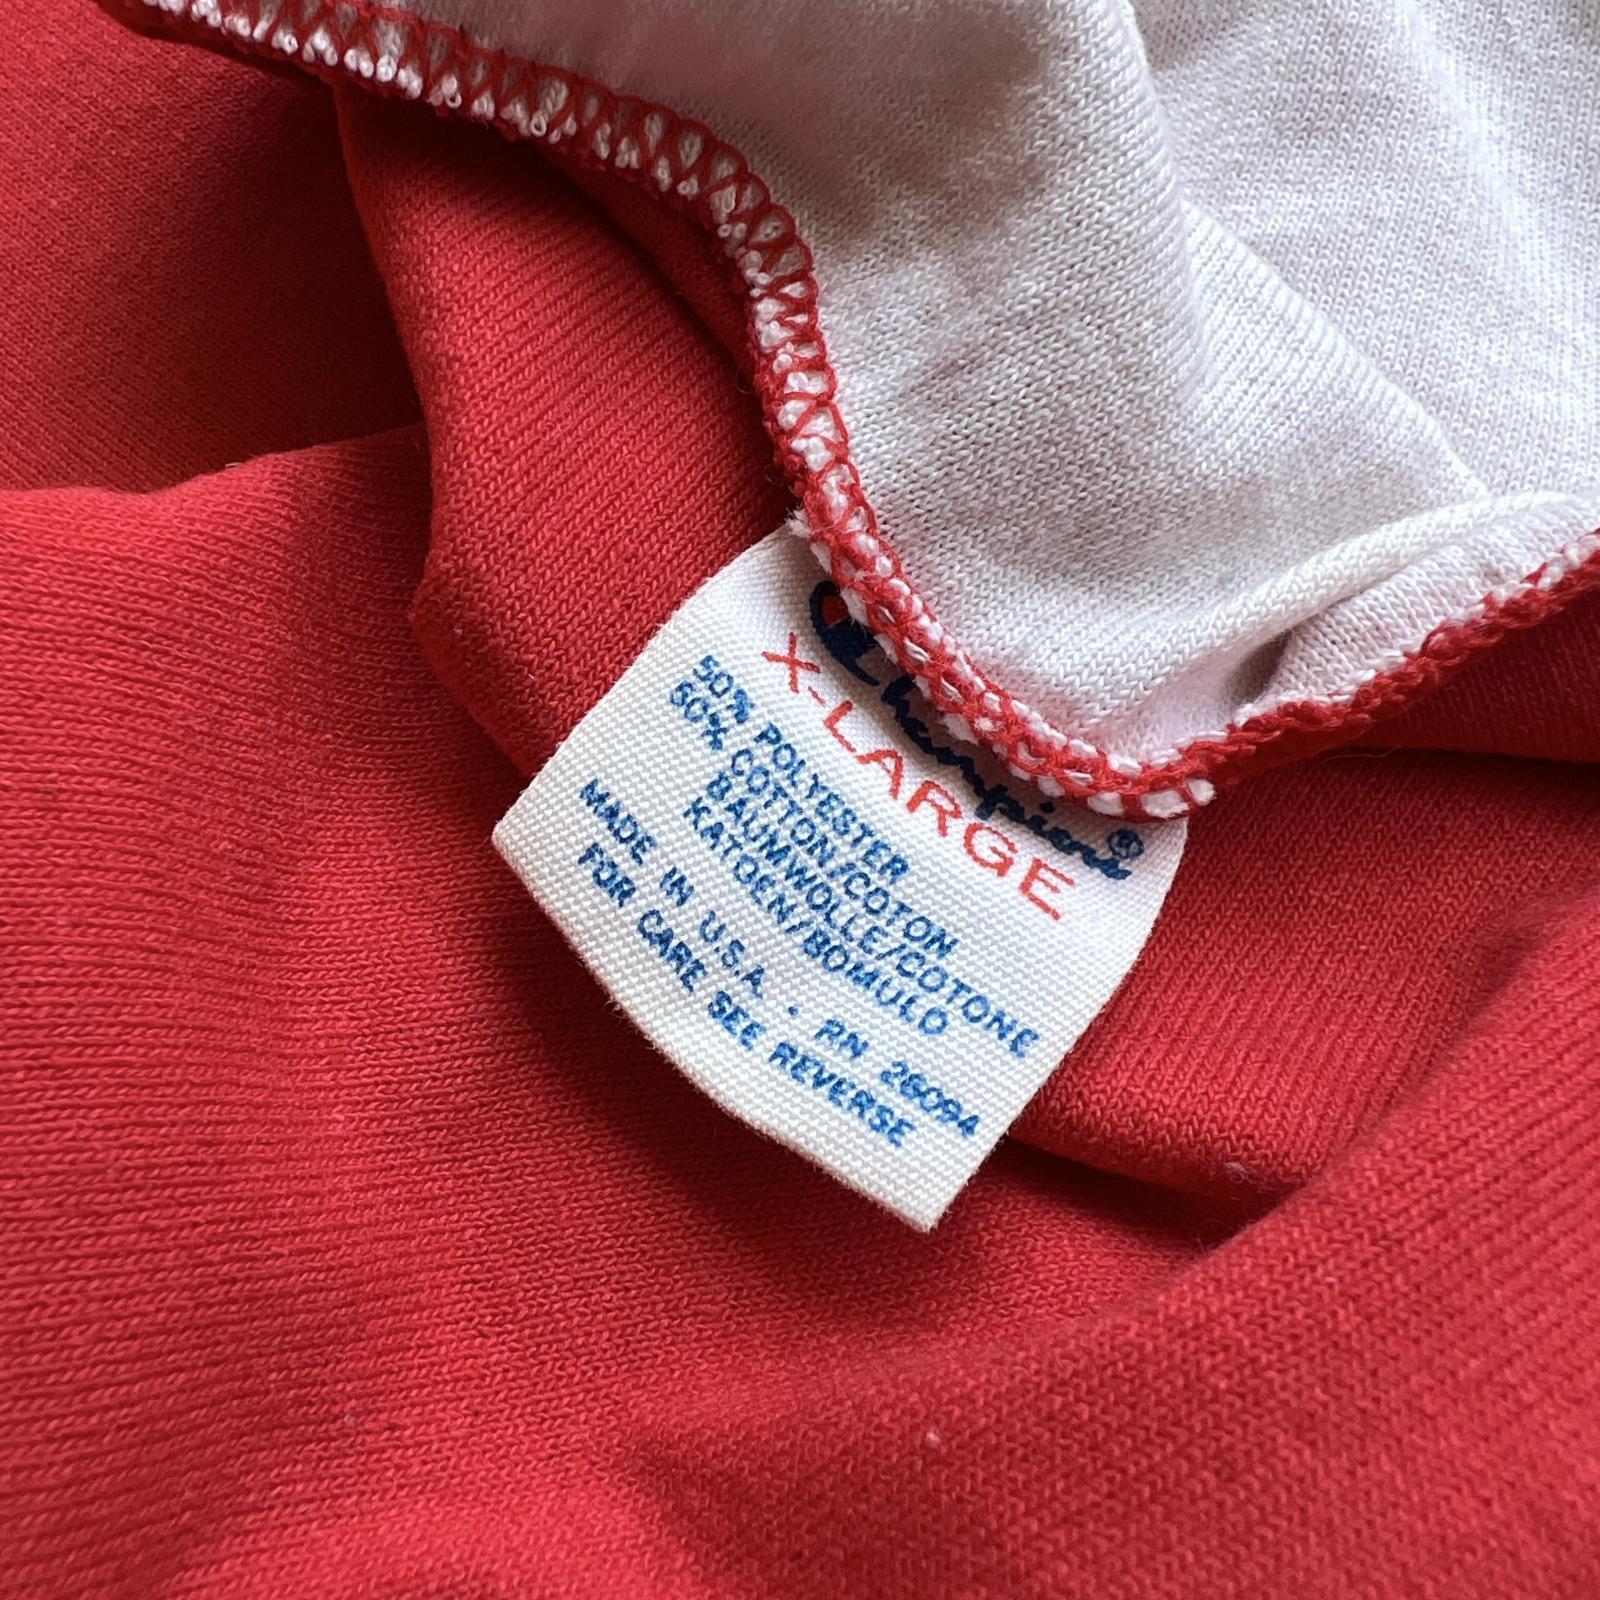 Champion®
X-LARGE
50% POLYESTER
50% COTTON/COTON
BAUMWOLLE/COTONE
KATOEN/BOMULD
MADE IN U.S.A. · RN 26094
FOR CARE SEE REVERSE